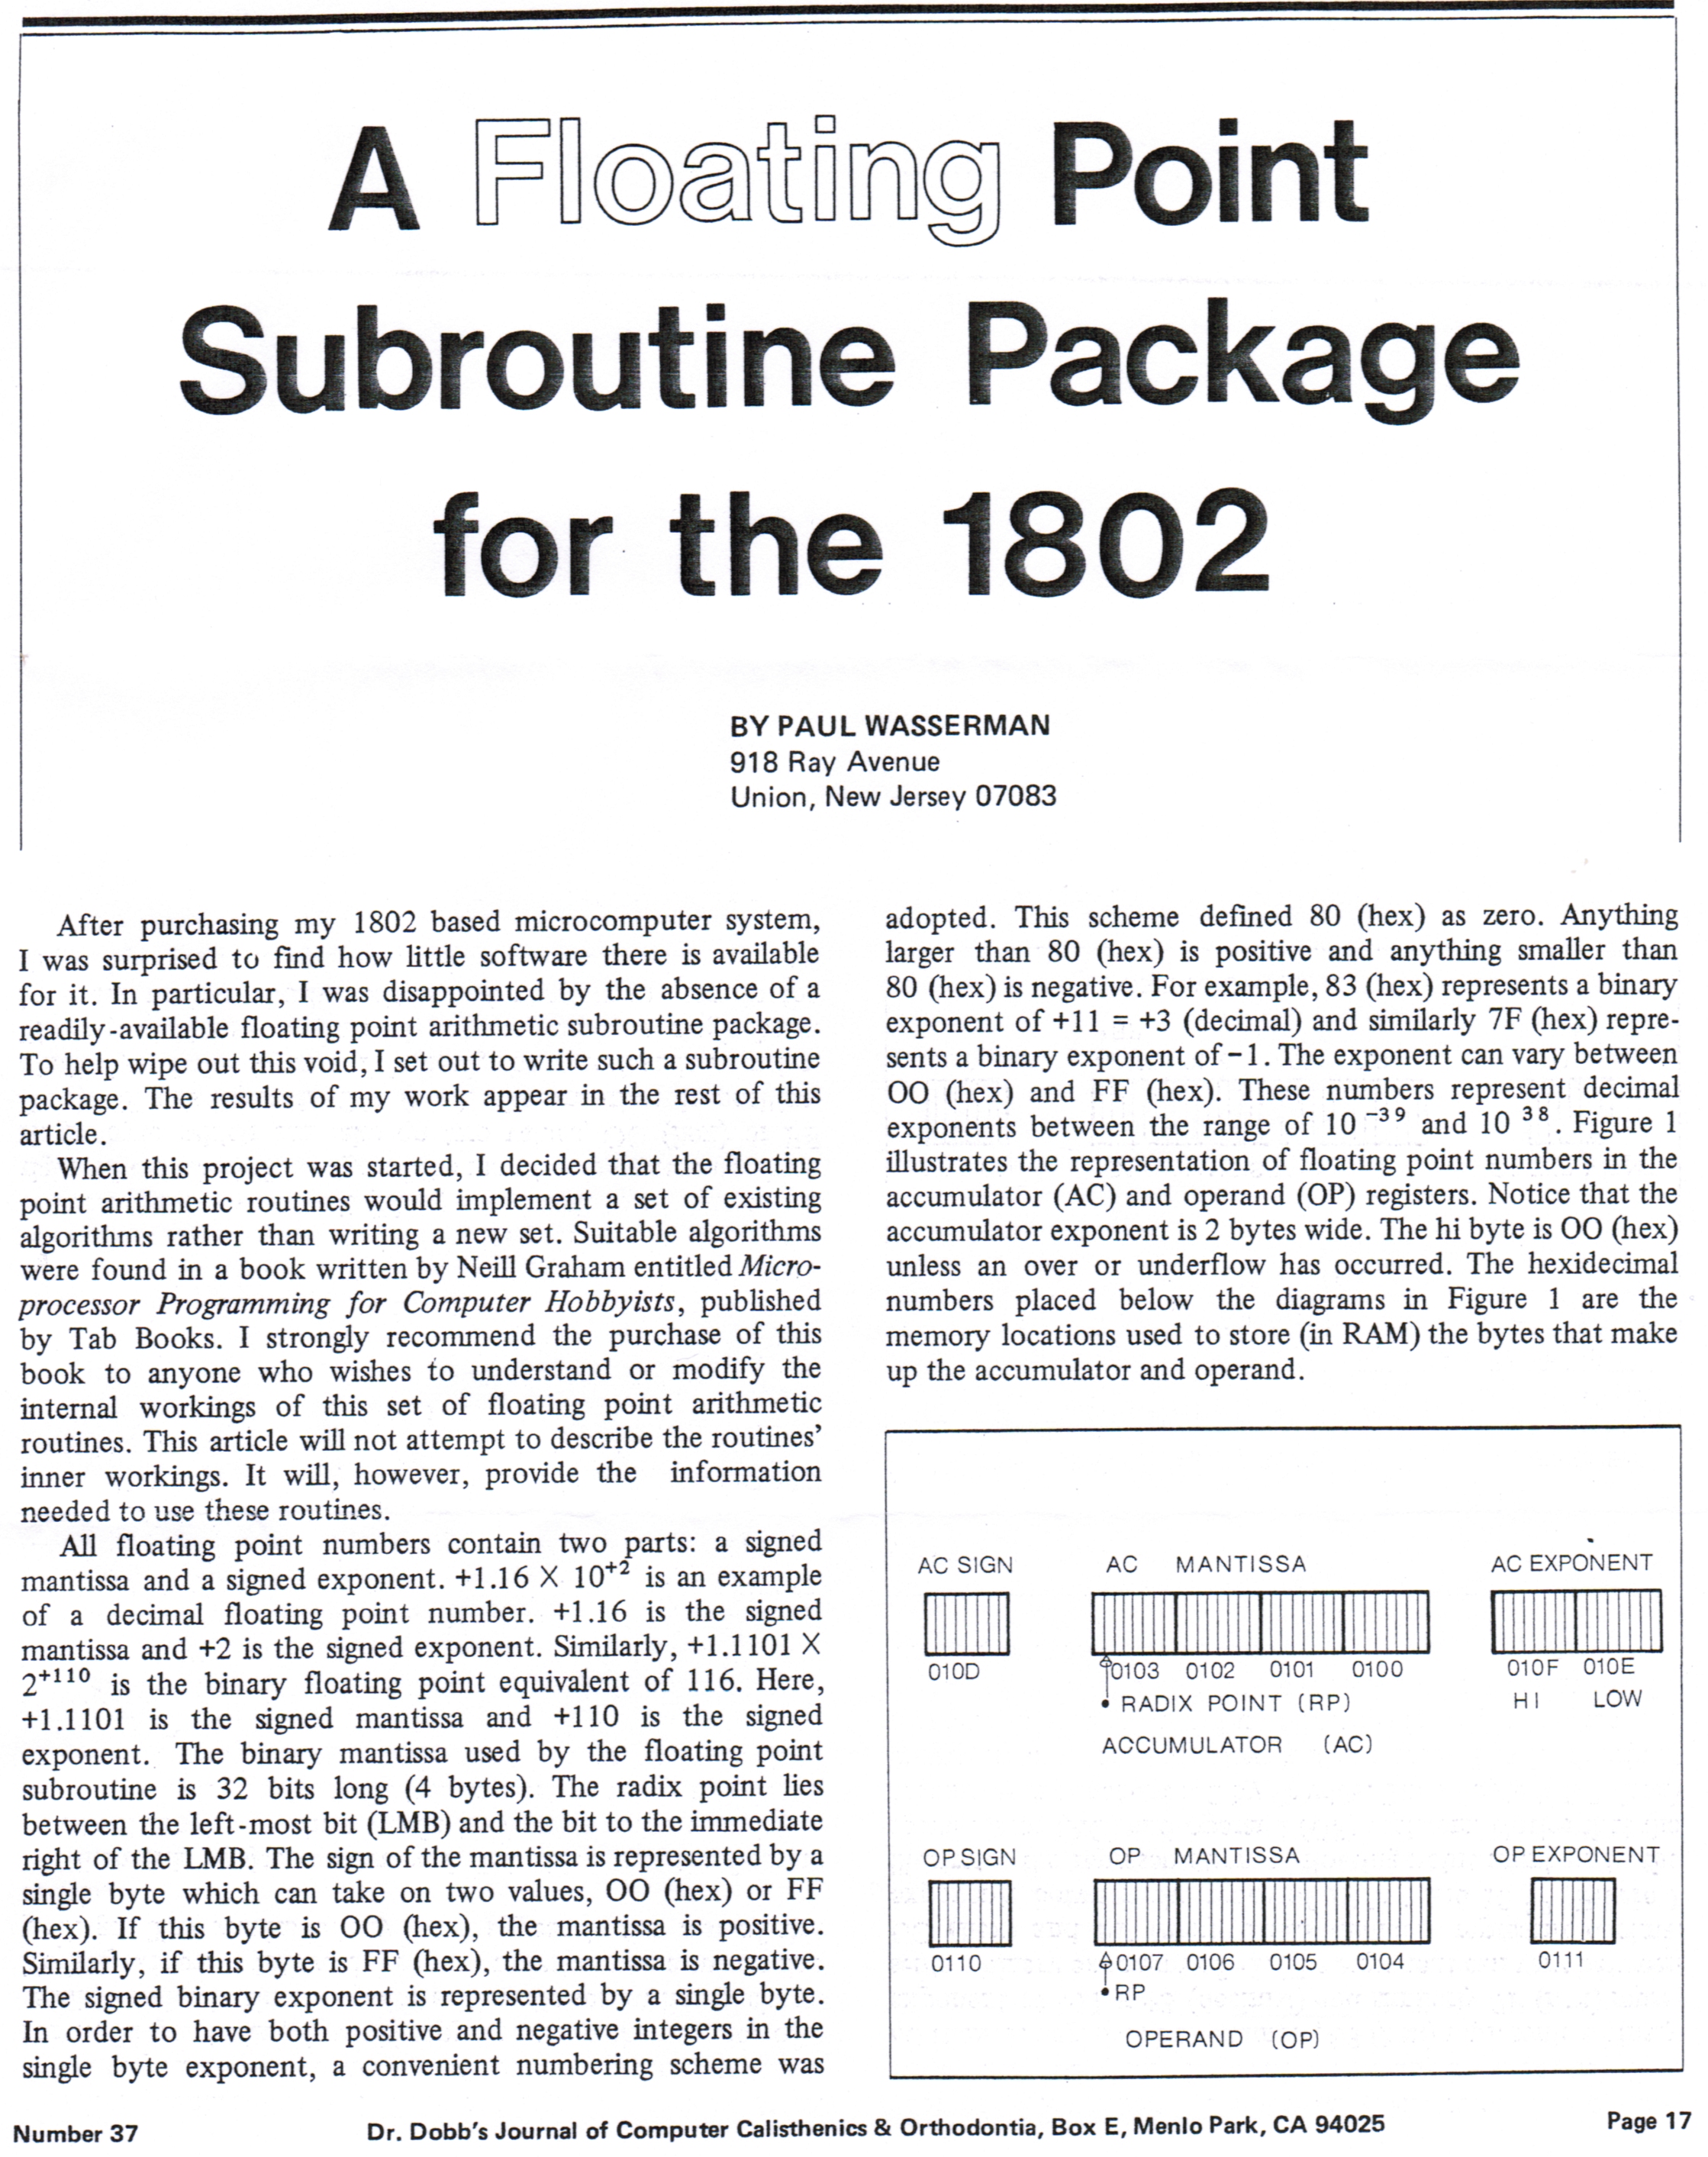 A Floating Point
Subroutine Package
for the 1802
BY PAUL WASSERMAN
918 Ray Avenue
Union, New Jersey 07083
After purchasing my 1802 based microcomputer system,
I was surprised to find how little software there is available
for it. In particular, I was disappointed by the absence of a
readily-available floating point arithmetic subroutine package.
To help wipe out this void, I set out to write such a subroutine
package. The results of my work appear in the rest of this
article.
When this project was started, I decided that the floating
point arithmetic routines would implement a set of existing
algorithms rather than writing a new set. Suitable algorithms
were found in a book written by Neill Graham entitled Micro-
processor Programming for Computer Hobbyists, published
by Tab Books. I strongly recommend the purchase of this
book to anyone who wishes to understand or modify the
internal workings of this set of floating point arithmetic
routines. This article will not attempt to describe the routines'
inner workings. It will, however, provide the information
needed to use these routines.
All floating point numbers contain two parts: a signed
mantissa and a signed exponent. +1.16 X 10⁺² is an example
of a decimal floating point number. +1.16 is the signed
mantissa and +2 is the signed exponent. Similarly, +1.1101 X
2⁺¹¹⁰ is the binary floating point equivalent of 116. Here,
+1.1101 is the signed mantissa and +110 is the signed
exponent. The binary mantissa used by the floating point
subroutine is 32 bits long (4 bytes). The radix point lies
between the left-most bit (LMB) and the bit to the immediate
right of the LMB. The sign of the mantissa is represented by a
single byte which can take on two values, OO (hex) or FF
(hex). If this byte is OO (hex), the mantissa is positive.
Similarly, if this byte is FF (hex), the mantissa is negative.
The signed binary exponent is represented by a single byte.
In order to have both positive and negative integers in the
single byte exponent, a convenient numbering scheme was
adopted. This scheme defined 80 (hex) as zero. Anything
larger than 80 (hex) is positive and anything smaller than
80 (hex) is negative. For example, 83 (hex) represents a binary
exponent of +11 = +3 (decimal) and similarly 7F (hex) repre-
sents a binary exponent of -1. The exponent can vary between
OO (hex) and FF (hex). These numbers represent decimal
exponents between the range of 10 ⁻³⁹ and 10 ³⁸. Figure 1
illustrates the representation of floating point numbers in the
accumulator (AC) and operand (OP) registers. Notice that the
accumulator exponent is 2 bytes wide. The hi byte is OO (hex)
unless an over or underflow has occurred. The hexidecimal
numbers placed below the diagrams in Figure 1 are the
memory locations used to store (in RAM) the bytes that make
up the accumulator and operand.
AC SIGN AC MANTISSA AC EXPONENT
010D 0103 0102 0101 0100 010F 010E
• RADIX POINT (RP) HI LOW
ACCUMULATOR (AC)
OP SIGN OP MANTISSA OP EXPONENT
0110 0107 0106 0105 0104 0111
• RP
OPERAND (OP)
Number 37 Dr. Dobb's Journal of Computer Calisthenics & Orthodontia, Box E, Menlo Park, CA 94025 Page 17